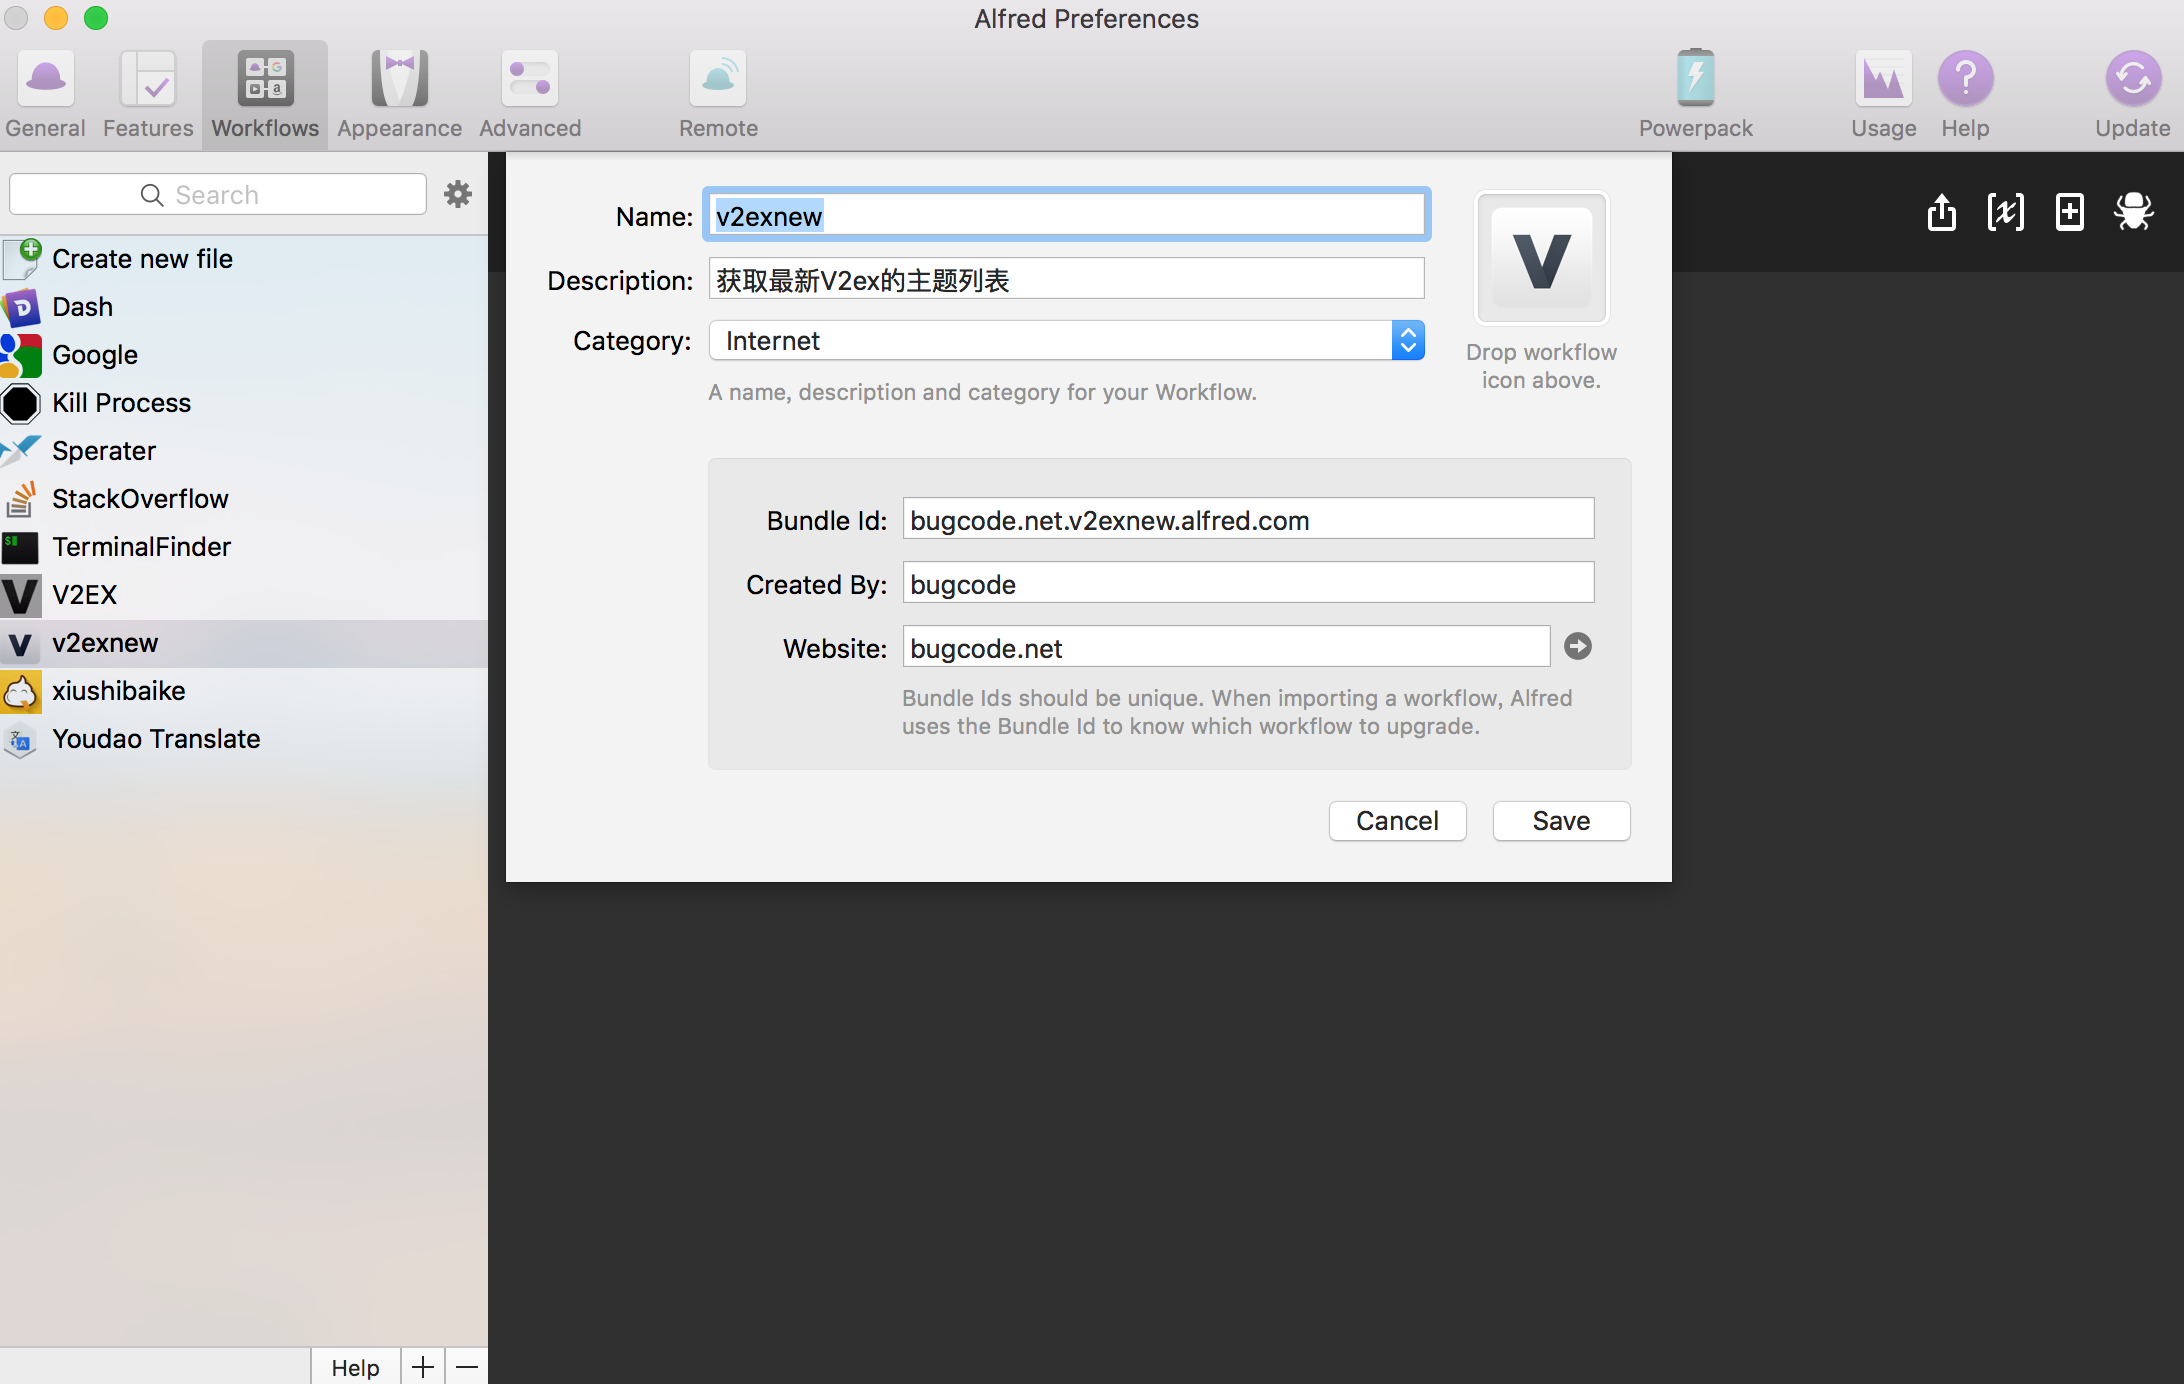 Alfred Preferences
General
Features
Workflows
Appearance
Advanced
Remote
Powerpack
Usage
Help
Update
Search
Create new file
Dash
Google
Kill Process
Sperater
StackOverflow
TerminalFinder
V2EX
v2exnew
xiushibaike
Youdao Translate
Help
Name: v2exnew
Description: 获取最新V2ex的主题列表
Category: Internet
A name, description and category for your Workflow.
Drop workflow
icon above.
Bundle Id: bugcode.net.v2exnew.alfred.com
Created By: bugcode
Website: bugcode.net
Bundle Ids should be unique. When importing a workflow, Alfred
uses the Bundle Id to know which workflow to upgrade.
Cancel
Save